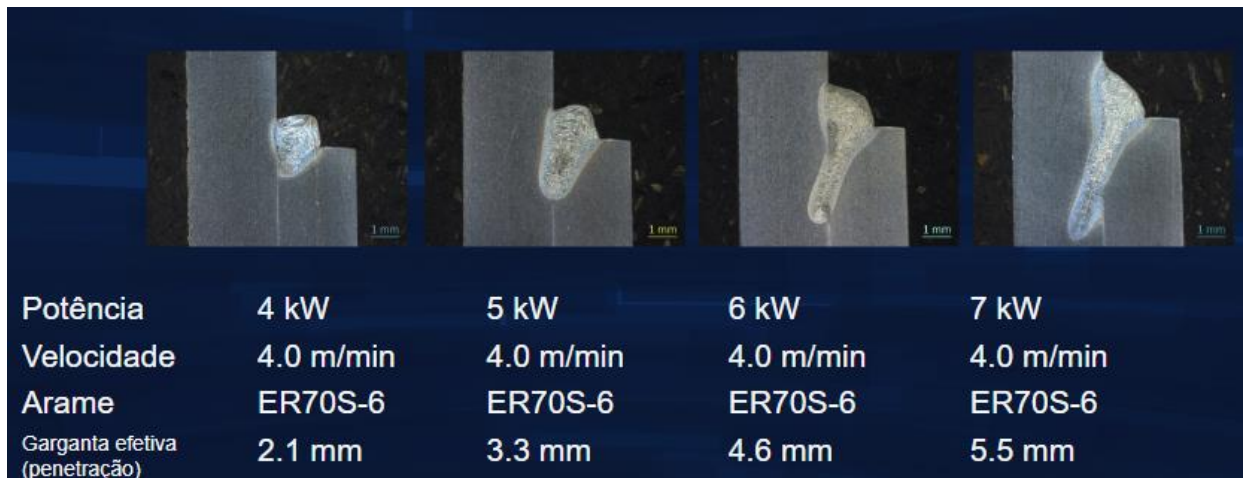 1 mm 1 mm 1 mm 1 mm
Potência 4 kW 5 kW 6 kW 7 kW
Velocidade 4.0 m/min 4.0 m/min 4.0 m/min 4.0 m/min
Arame ER70S-6 ER70S-6 ER70S-6 ER70S-6
Garganta efetiva
(penetração) 2.1 mm 3.3 mm 4.6 mm 5.5 mm